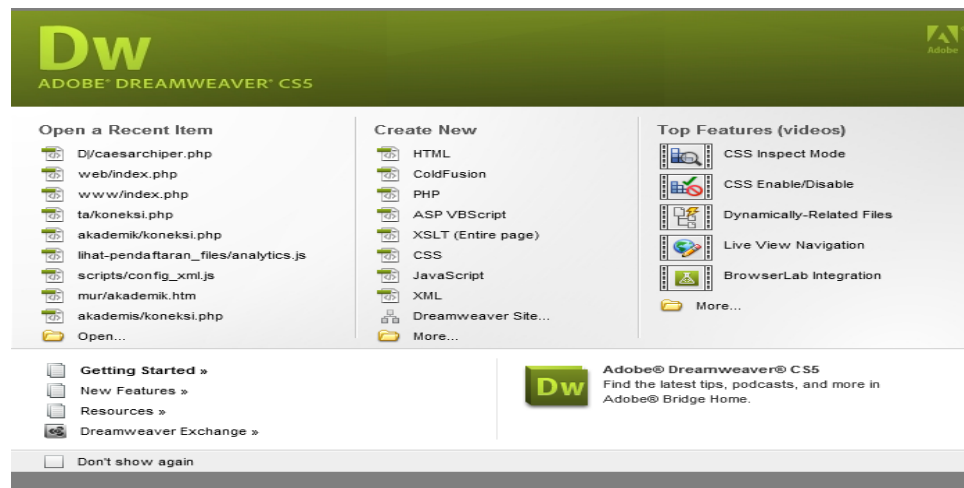 Dw
ADOBE® DREAMWEAVER® CS5
Adobe
Open a Recent Item
Dj/caesarchiper.php
web/index.php
www/index.php
ta/koneksi.php
akademik/koneksi.php
lihat-pendaftaran_files/analytics.js
scripts/config_xml.js
mur/akademik.htm
akademis/koneksi.php
Open...
Create New
HTML
ColdFusion
PHP
ASP VBScript
XSLT (Entire page)
CSS
JavaScript
XML
Dreamweaver Site...
More...
Top Features (videos)
CSS Inspect Mode
CSS Enable/Disable
Dynamically-Related Files
Live View Navigation
BrowserLab Integration
More...
Getting Started »
New Features »
Resources »
Dreamweaver Exchange »
Dw
Adobe® Dreamweaver® CS5
Find the latest tips, podcasts, and more in
Adobe® Bridge Home.
Don't show again